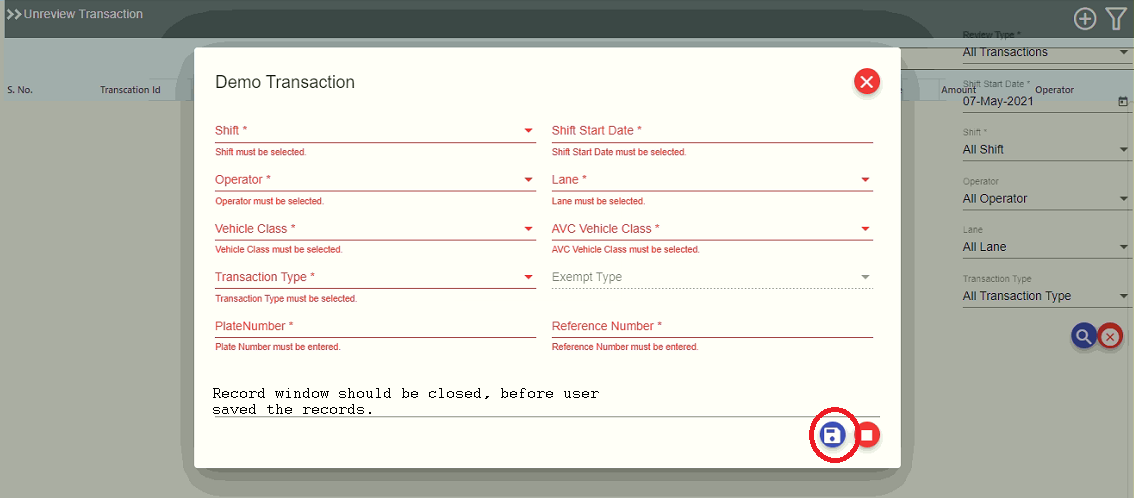 Unreview Transaction
Review Type *
All Transactions
S. No.
Transcation Id
Amount
Operator
Shift Start Date *
07-May-2021
Shift *
All Shift
Operator
All Operator
Lane
All Lane
Transaction Type
All Transaction Type
Demo Transaction
Shift *
Shift must be selected.
Shift Start Date *
Shift Start Date must be selected.
Operator *
Operator must be selected.
Lane *
Lane must be selected.
Vehicle Class *
Vehicle Class must be selected.
AVC Vehicle Class *
AVC Vehicle Class must be selected.
Transaction Type *
Transaction Type must be selected.
Exempt Type
PlateNumber *
Plate Number must be entered.
Reference Number *
Reference Number must be entered.
Record window should be closed, before user
saved the records.